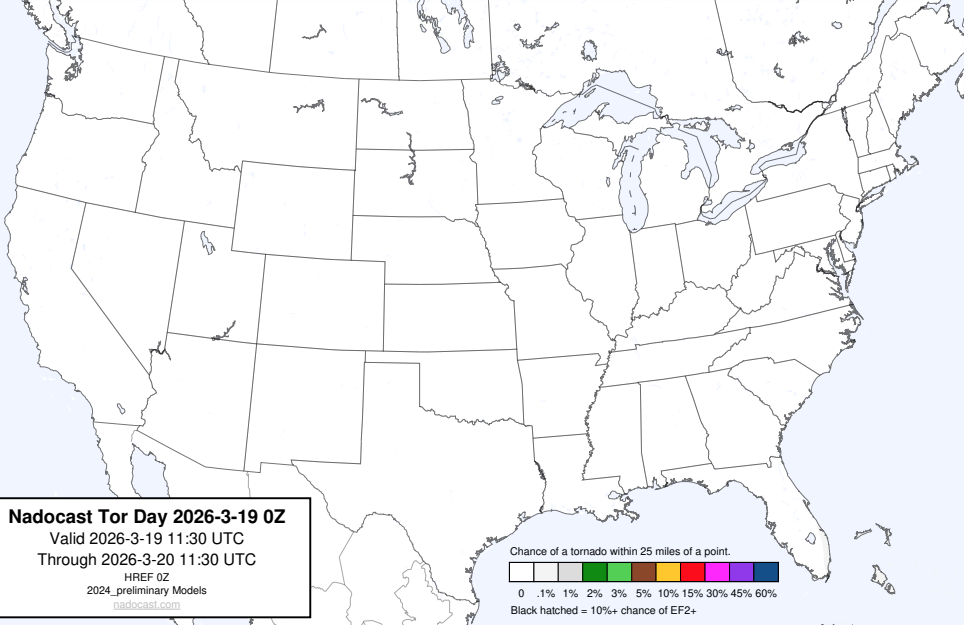 Nadocast Tor Day 2026-3-19 0Z
Valid 2026-3-19 11:30 UTC
Through 2026-3-20 11:30 UTC
HREF 0Z
2024_preliminary Models
nadocast.com
Chance of a tornado within 25 miles of a point.
0 .1% 1% 2% 3% 5% 10% 15% 30% 45% 60%
Black hatched = 10%+ chance of EF2+